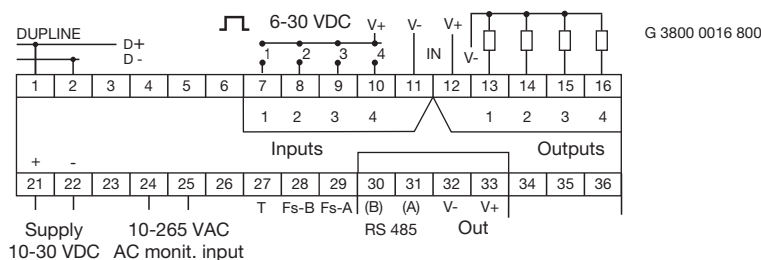 6-30 VDC V+ V- V+ G 3800 0016 800
DUPLINE D+ 1 2 3 4 IN V-
D -
1 2 3 4 5 6 7 8 9 10 11 12 13 14 15 16
1 2 3 4 1 2 3 4
Inputs Outputs
+ -
21 22 23 24 25 26 27 28 29 30 31 32 33 34 35 36
T Fs-B Fs-A (B) (A) V- V+
Supply 10-265 VAC RS 485 Out
10-30 VDC AC monit. input